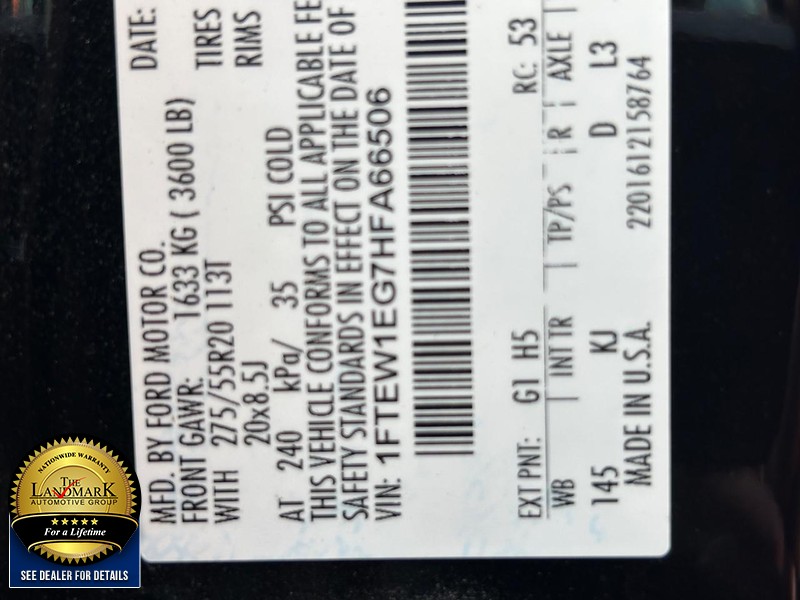 MFD. BY FORD MOTOR CO.
DATE:
FRONT GAWR: 1633 KG ( 3600 LB)
WITH 275/55R20 113T TIRES
20x8.5J RIMS
AT 240 kPa/ 35 PSI COLD
THIS VEHICLE CONFORMS TO ALL APPLICABLE FE
SAFETY STANDARDS IN EFFECT ON THE DATE OF
VIN: 1FTEW1EG7HFA66506
EXT PNT: G1 H5 RC: 53
WB | INT TR | TP/PS | R | AXLE |
145 KJ D L3
MADE IN U.S.A. 2201612158764
NATIONWIDE WARRANTY
THE
LANDMARK
AUTOMOTIVE GROUP
For a Lifetime
SEE DEALER FOR DETAILS